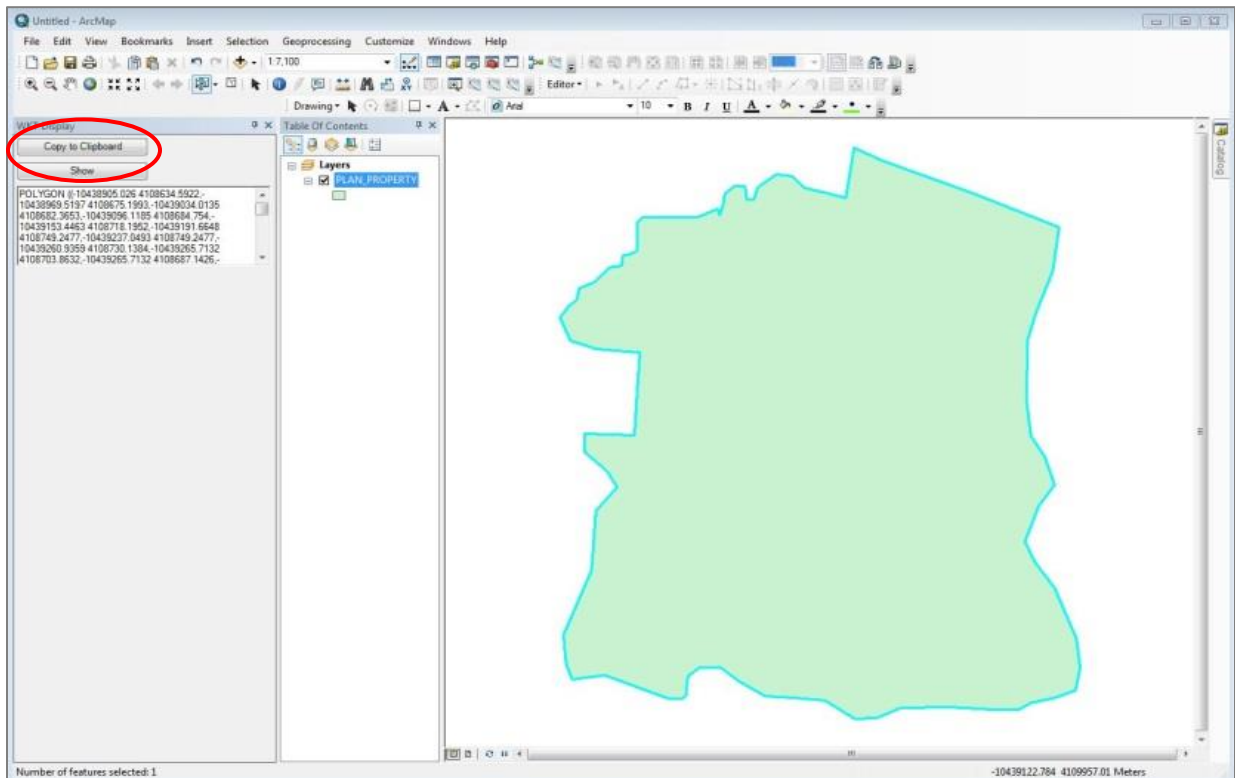 Untitled - ArcMap
File Edit View Bookmarks Insert Selection Geoprocessing Customize Windows Help
1:7,100
Editor
Drawing A Arial 10 B I U A
WKT Display
Copy to Clipboard
Show
POLYGON ((-10438905.026 4108634.5922,-
10438969.5197 4108675.1993,-10439034.0135
4108682.3653,-10439096.1185 4108684.754,-
10439153.4463 4108718.1952,-10439191.6648
4108749.2477,-10439237.0493 4108749.2477,-
10439260.9359 4108730.1384,-10439265.7132
4108703.8632,-10439265.7132 4108687.1426,-
Table Of Contents
Layers
PLAN_PROPERTY
Catalog
Number of features selected: 1
-10439122.784 4109957.01 Meters